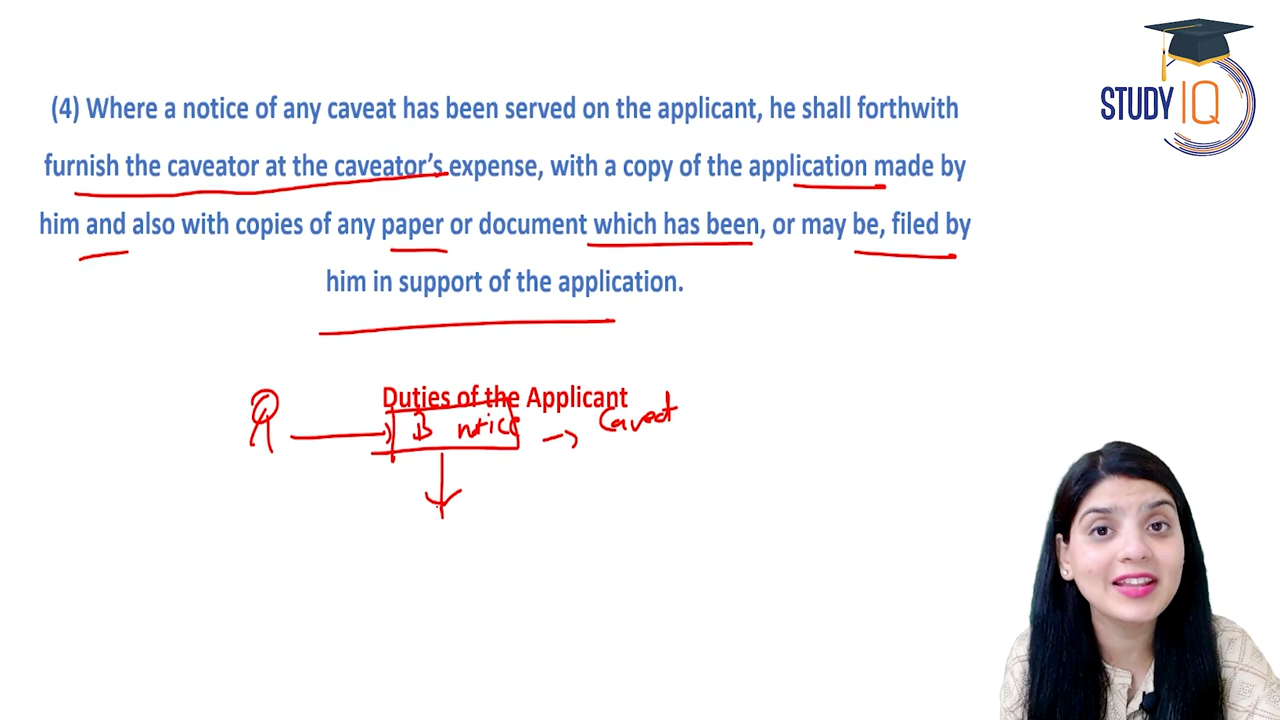 STUDY IQ
(4) Where a notice of any caveat has been served on the applicant, he shall forthwith
furnish the caveator at the caveator’s expense, with a copy of the application made by
him and also with copies of any paper or document which has been, or may be, filed by
him in support of the application.
Duties of the Applicant
A B notice Caveat